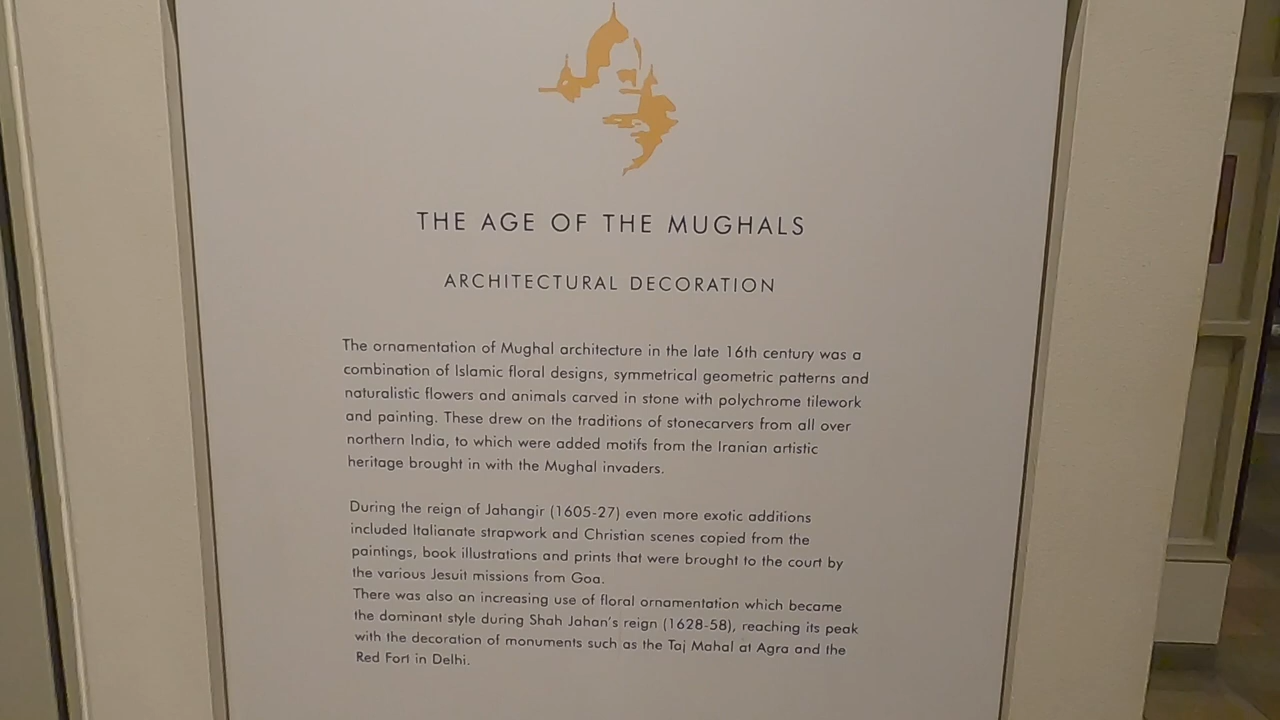 THE AGE OF THE MUGHALS
ARCHITECTURAL DECORATION
The ornamentation of Mughal architecture in the late 16th century was a
combination of Islamic floral designs, symmetrical geometric patterns and
naturalistic flowers and animals carved in stone with polychrome tilework
and painting. These drew on the traditions of stonecarvers from all over
northern India, to which were added motifs from the Iranian artistic
heritage brought in with the Mughal invaders.
During the reign of Jahangir (1605-27) even more exotic additions
included Italianate strapwork and Christian scenes copied from the
paintings, book illustrations and prints that were brought to the court by
the various Jesuit missions from Goa.
There was also an increasing use of floral ornamentation which became
the dominant style during Shah Jahan's reign (1628-58), reaching its peak
with the decoration of monuments such as the Taj Mahal at Agra and the
Red Fort in Delhi.